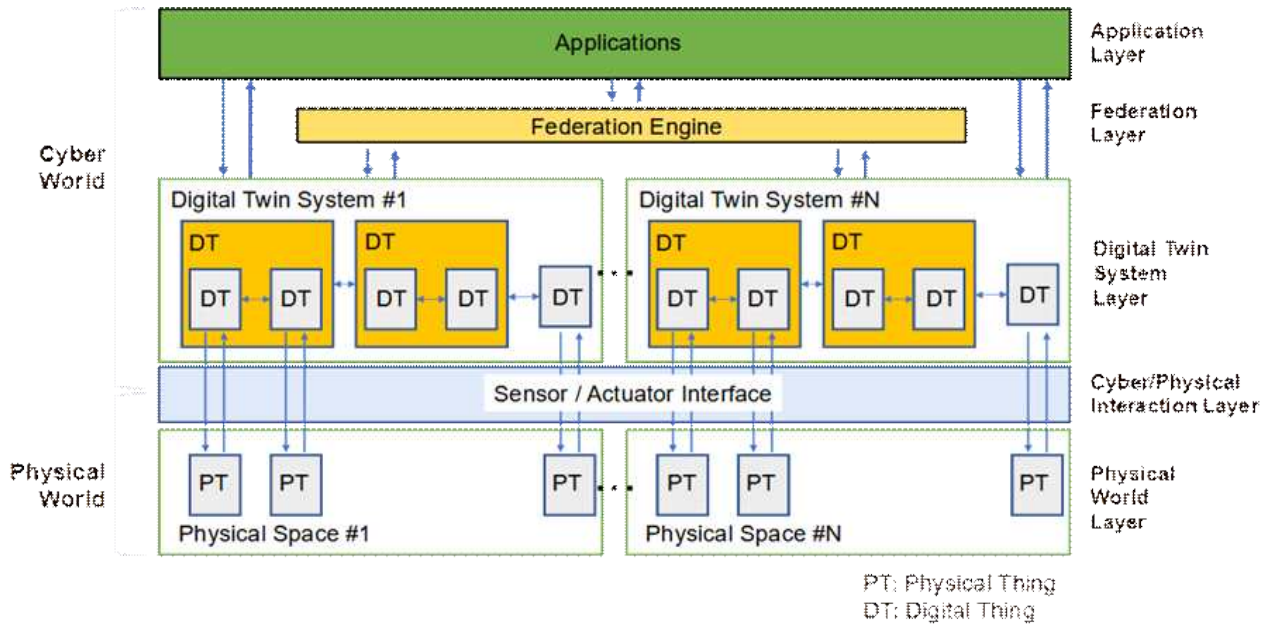 Applications
Application
Layer
Federation Engine
Federation
Layer
Cyber
World
Digital Twin System #1
Digital Twin System #N
DT
DT
DT
DT
DT
DT
DT
DT
DT
DT
DT
DT
DT
DT
Digital Twin
System
Layer
Sensor / Actuator Interface
Cyber/Physical
Interaction Layer
Physical
World
PT
PT
PT
PT
PT
PT
Physical
World
Layer
Physical Space #1
Physical Space #N
PT: Physical Thing
DT: Digital Thing